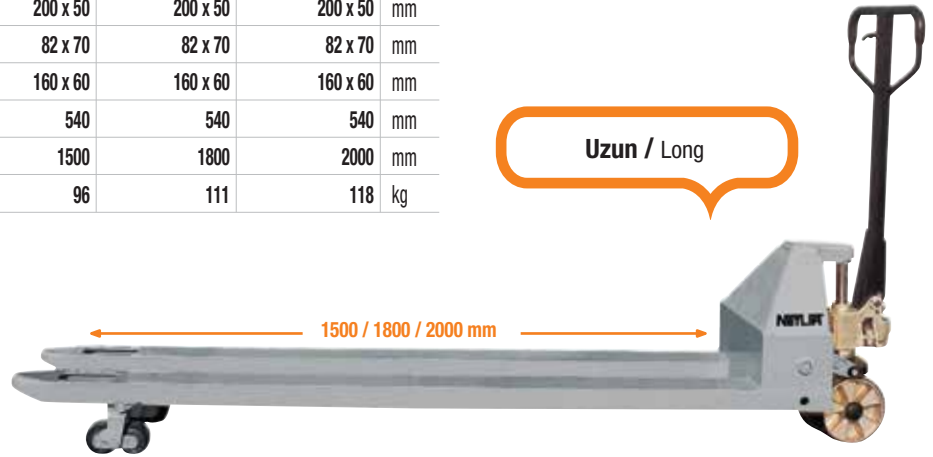 200 x 50 200 x 50 200 x 50 mm
82 x 70 82 x 70 82 x 70 mm
160 x 60 160 x 60 160 x 60 mm
540 540 540 mm
1500 1800 2000 mm
96 111 118 kg
Uzun / Long
1500 / 1800 / 2000 mm
NETLIFT